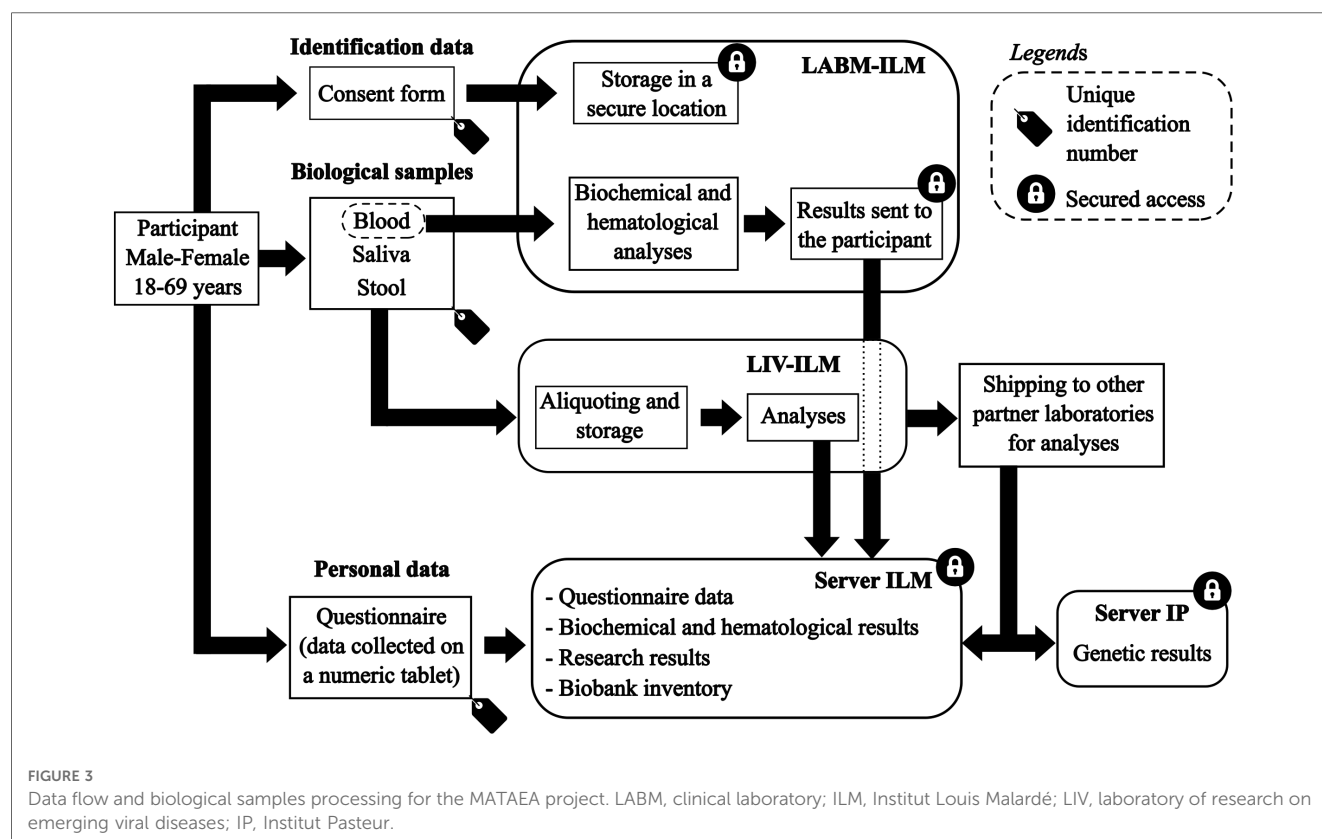 Identification data
Consent form
Storage in a
secure location
LABM-ILM
Legends
Unique
identification
number
Secured access
Biological samples
Blood
Saliva
Stool
Participant
Male-Female
18-69 years
Biochemical and
hematological
analyses
Results sent to
the participant
LIV-ILM
Aliquoting and
storage
Analyses
Shipping to other
partner laboratories
for analyses
Personal data
Questionnaire
(data collected on
a numeric tablet)
Server ILM
- Questionnaire data
- Biochemical and hematological results
- Research results
- Biobank inventory
Server IP
Genetic results
FIGURE 3
Data flow and biological samples processing for the MATAEA project. LABM, clinical laboratory; ILM, Institut Louis Malardé; LIV, laboratory of research on
emerging viral diseases; IP, Institut Pasteur.